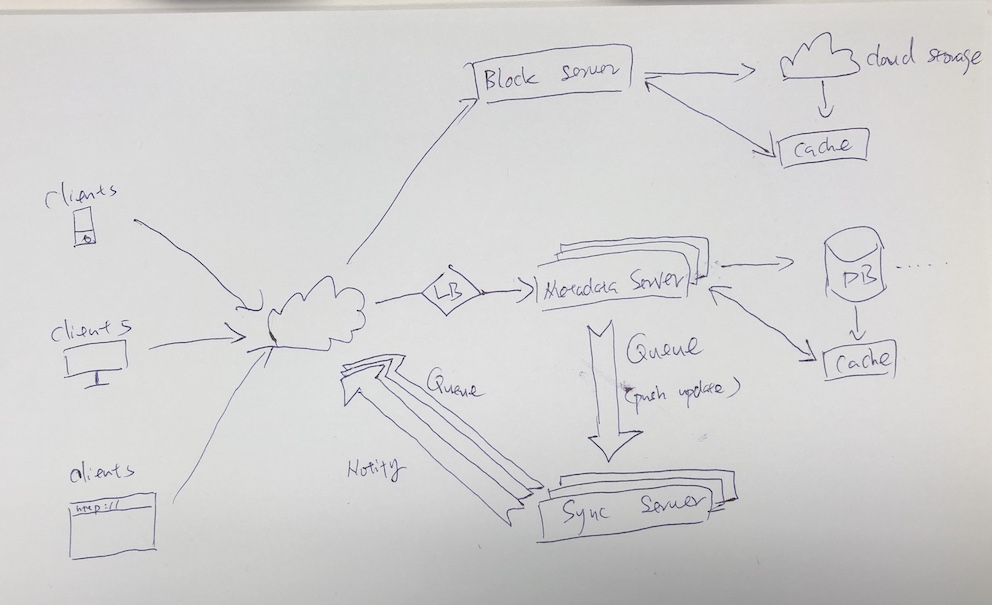 Block server
cloud storage
cache
clients
LB
Metadata Server
DB
cache
clients
Queue
(push update)
Queue
Notify
clients
http://
Sync Server